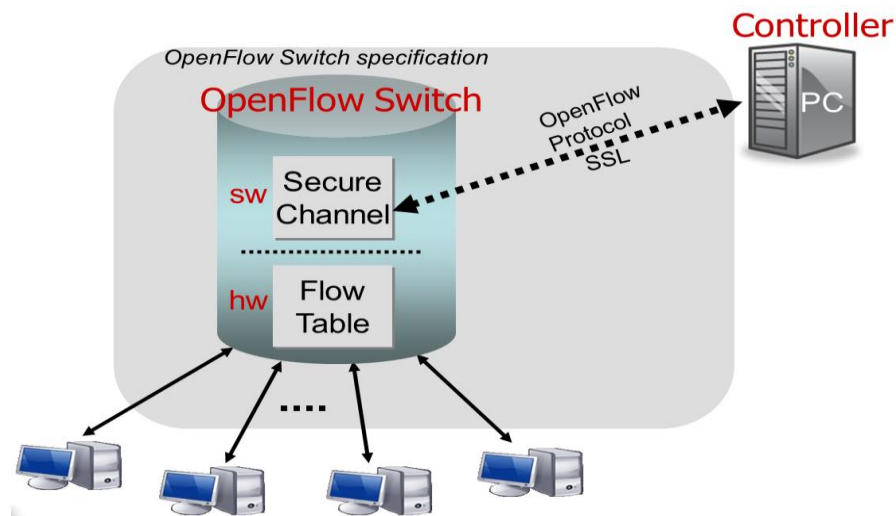 Controller
OpenFlow Switch specification
OpenFlow Switch
PC
OpenFlow
Protocol
SSL
sw
Secure
Channel
hw
Flow
Table